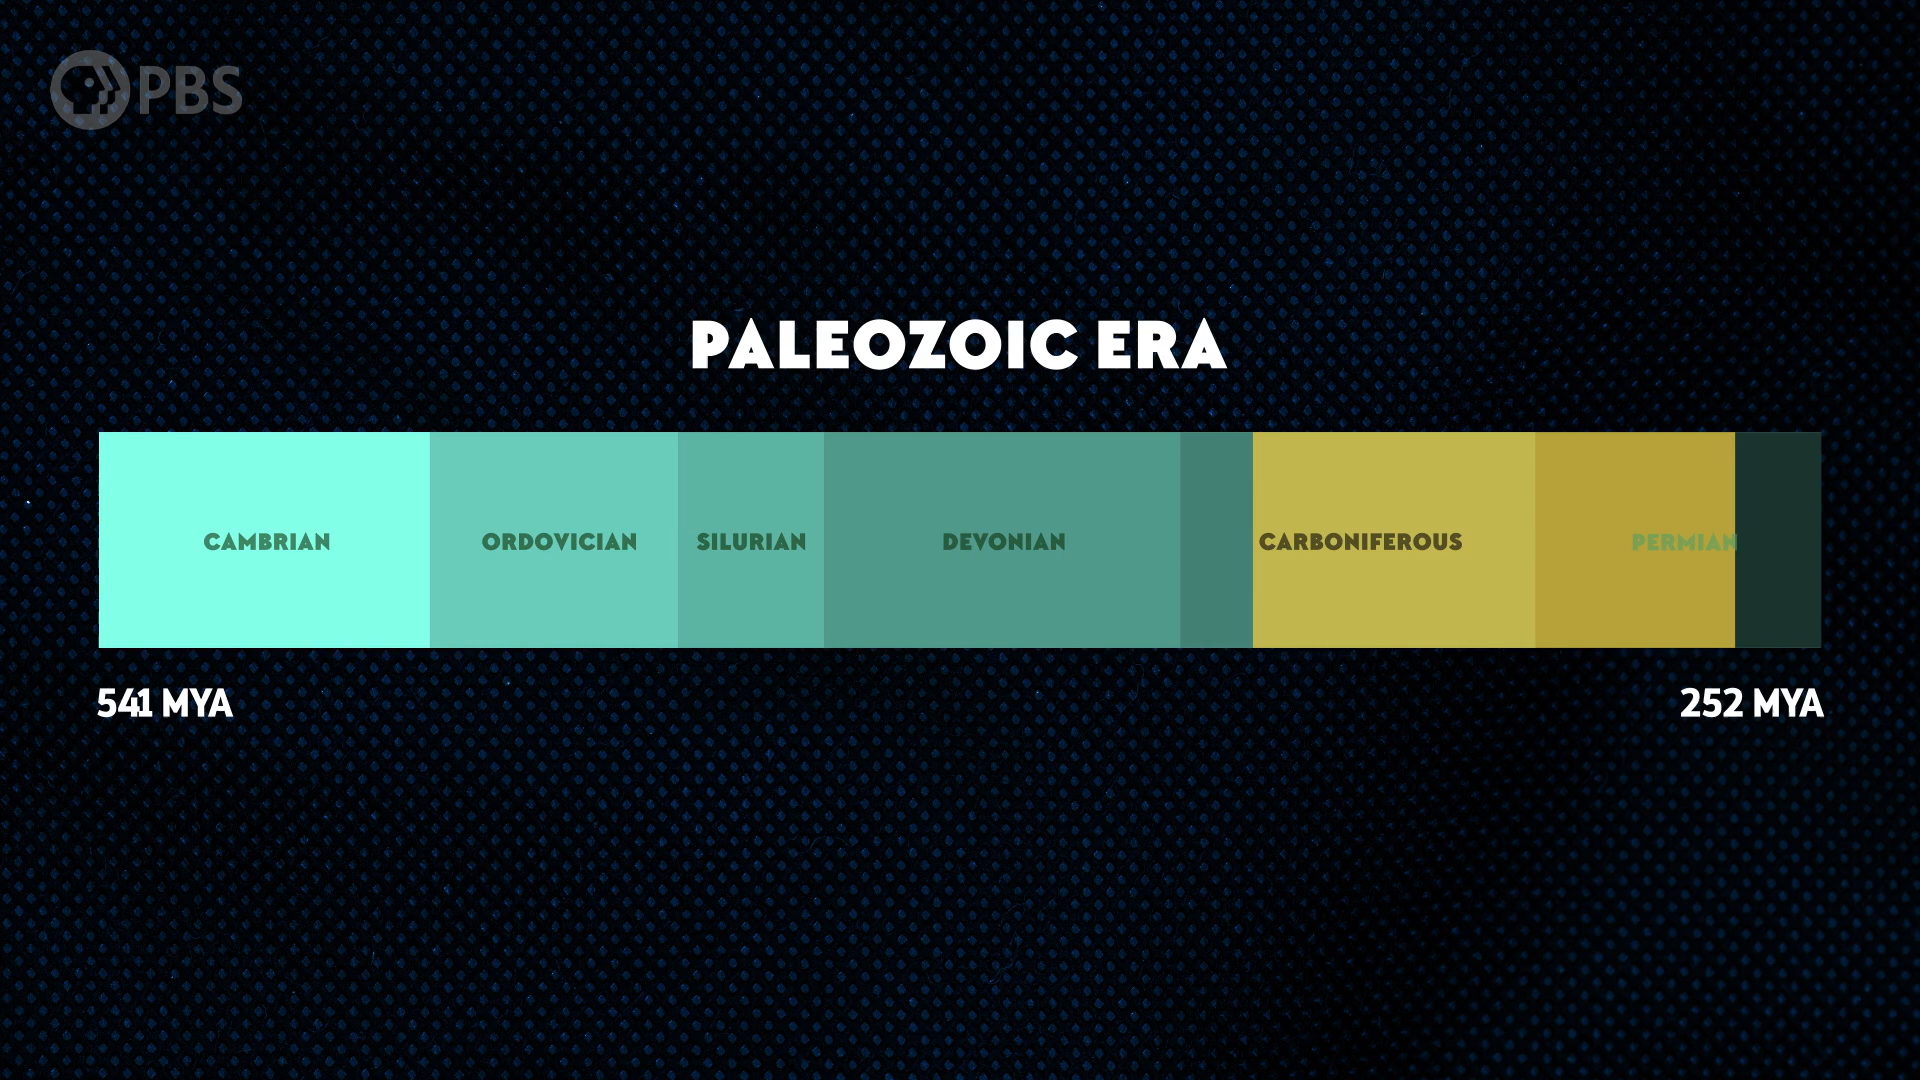 PBS
PALEOZOIC ERA
CAMBRIAN ORDOVICIAN SILURIAN DEVONIAN CARBONIFEROUS PERMIAN
541 MYA 252 MYA